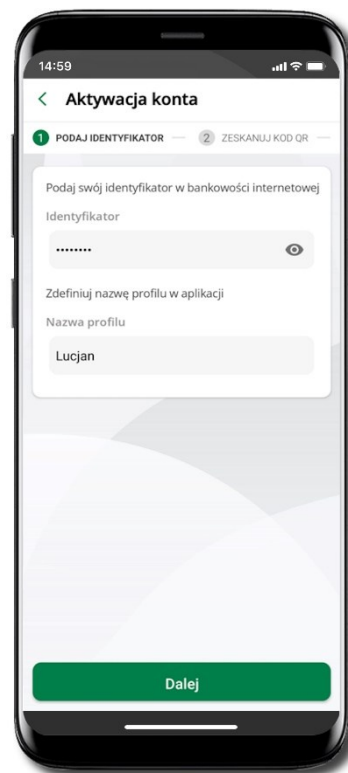 14:59
Aktywacja konta
1 PODAJ IDENTYFIKATOR 2 ZESKANUJ KOD QR
Podaj swój identyfikator w bankowości internetowej
Identyfikator
••••••••
Zdefiniuj nazwę profilu w aplikacji
Nazwa profilu
Lucjan
Dalej